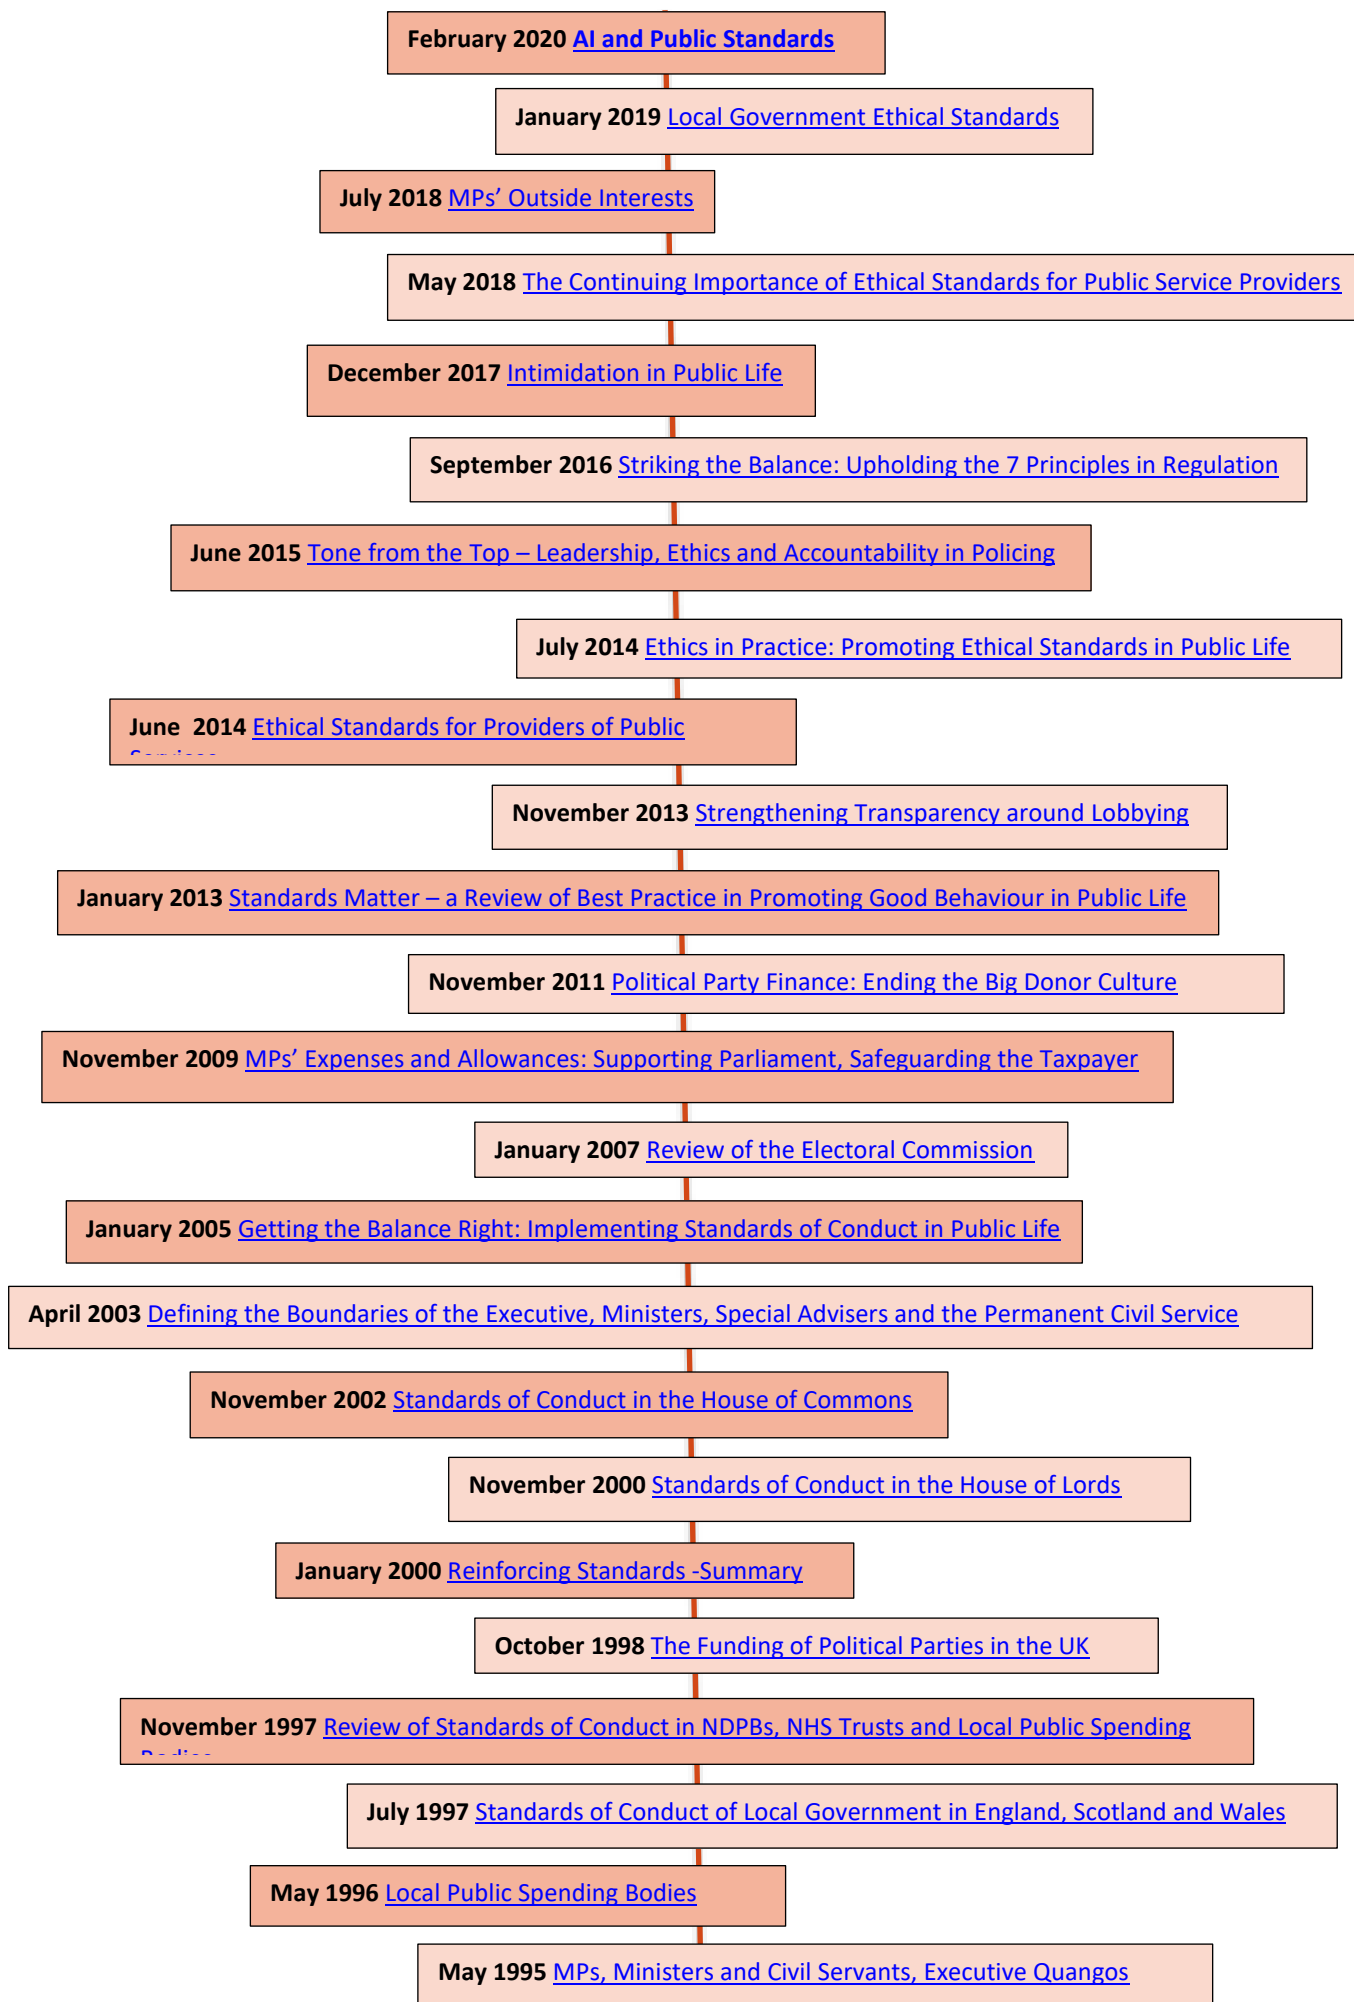 February 2020 AI and Public Standards
January 2019 Local Government Ethical Standards
July 2018 MPs’ Outside Interests
May 2018 The Continuing Importance of Ethical Standards for Public Service Providers
December 2017 Intimidation in Public Life
September 2016 Striking the Balance: Upholding the 7 Principles in Regulation
June 2015 Tone from the Top – Leadership, Ethics and Accountability in Policing
July 2014 Ethics in Practice: Promoting Ethical Standards in Public Life
June  2014 Ethical Standards for Providers of Public
November 2013 Strengthening Transparency around Lobbying
January 2013 Standards Matter – a Review of Best Practice in Promoting Good Behaviour in Public Life
November 2011 Political Party Finance: Ending the Big Donor Culture
November 2009 MPs’ Expenses and Allowances: Supporting Parliament, Safeguarding the Taxpayer
January 2007 Review of the Electoral Commission
January 2005 Getting the Balance Right: Implementing Standards of Conduct in Public Life
April 2003 Defining the Boundaries of the Executive, Ministers, Special Advisers and the Permanent Civil Service
November 2002 Standards of Conduct in the House of Commons
November 2000 Standards of Conduct in the House of Lords
January 2000 Reinforcing Standards -Summary
October 1998 The Funding of Political Parties in the UK
November 1997 Review of Standards of Conduct in NDPBs, NHS Trusts and Local Public Spending
July 1997 Standards of Conduct of Local Government in England, Scotland and Wales
May 1996 Local Public Spending Bodies
May 1995 MPs, Ministers and Civil Servants, Executive Quangos